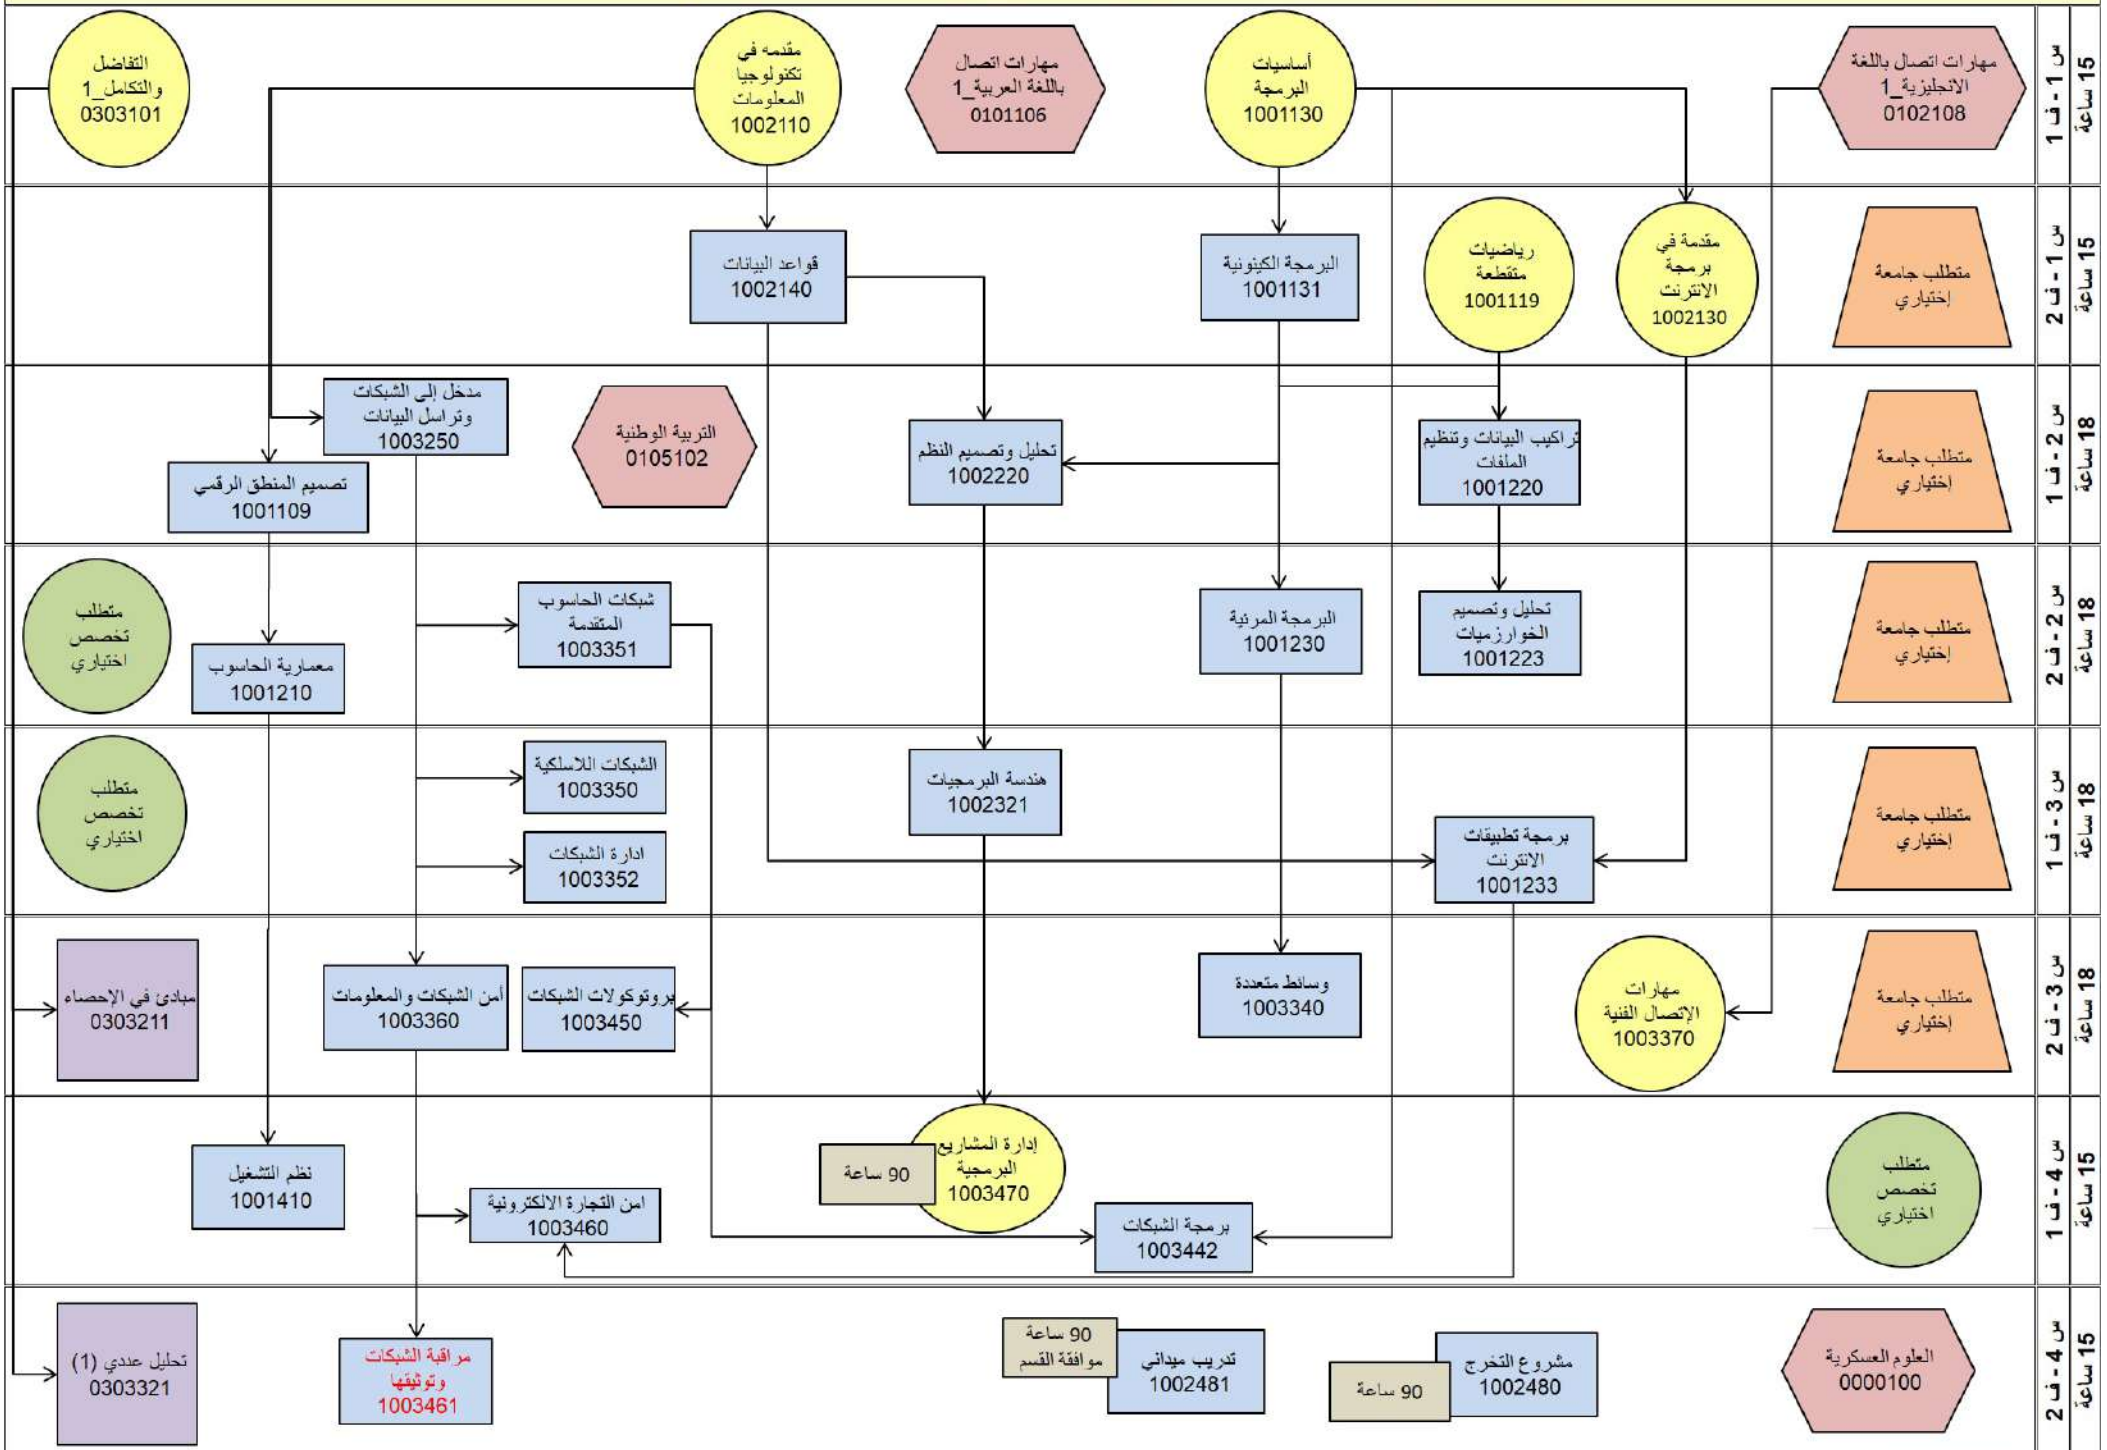 س 1 - ف 1
15 ساعة
مهارات اتصال باللغة
الانجليزية_1
0102108
أساسيات
البرمجة
1001130
مهارات اتصال
باللغة العربية_1
0101106
مقدمه في
تكنولوجيا
المعلومات
1002110
التفاضل
والتكامل_1
0303101
س 1 - ف 2
15 ساعة
متطلب جامعة
إختياري
مقدمة في
برمجة
الانترنت
1002130
رياضيات
متقطعة
1001119
البرمجة الكينونية
1001131
قواعد البيانات
1002140
س 2 - ف 1
18 ساعة
متطلب جامعة
إختياري
تراكيب البيانات وتنظيم
الملفات
1001220
تحليل وتصميم النظم
1002220
التربية الوطنية
0105102
مدخل إلى الشبكات
وتراسل البيانات
1003250
تصميم المنطق الرقمي
1001109
س 2 - ف 2
18 ساعة
متطلب جامعة
إختياري
تحليل وتصميم
الخوارزميات
1001223
البرمجة المرئية
1001230
شبكات الحاسوب
المتقدمة
1003351
معمارية الحاسوب
1001210
متطلب
تخصص
اختياري
س 3 - ف 1
18 ساعة
متطلب جامعة
إختياري
برمجة تطبيقات
الانترنت
1001233
هندسة البرمجيات
1002321
الشبكات اللاسلكية
1003350
ادارة الشبكات
1003352
متطلب
تخصص
اختياري
س 3 - ف 2
18 ساعة
متطلب جامعة
إختياري
مهارات
الإتصال الفنية
1003370
وسائط متعددة
1003340
بروتوكولات الشبكات
1003450
أمن الشبكات والمعلومات
1003360
مبادئ في الإحصاء
0303211
س 4 - ف 1
15 ساعة
متطلب
تخصص
اختياري
برمجة الشبكات
1003442
إدارة المشاريع
البرمجية
1003470
90 ساعة
امن التجارة الالكترونية
1003460
نظم التشغيل
1001410
س 4 - ف 2
15 ساعة
العلوم العسكرية
0000100
مشروع التخرج
1002480
90 ساعة
تدريب ميداني
1002481
90 ساعة
موافقة القسم
مراقبة الشبكات
وتوثيقها
1003461
تحليل عددي (1)
0303321